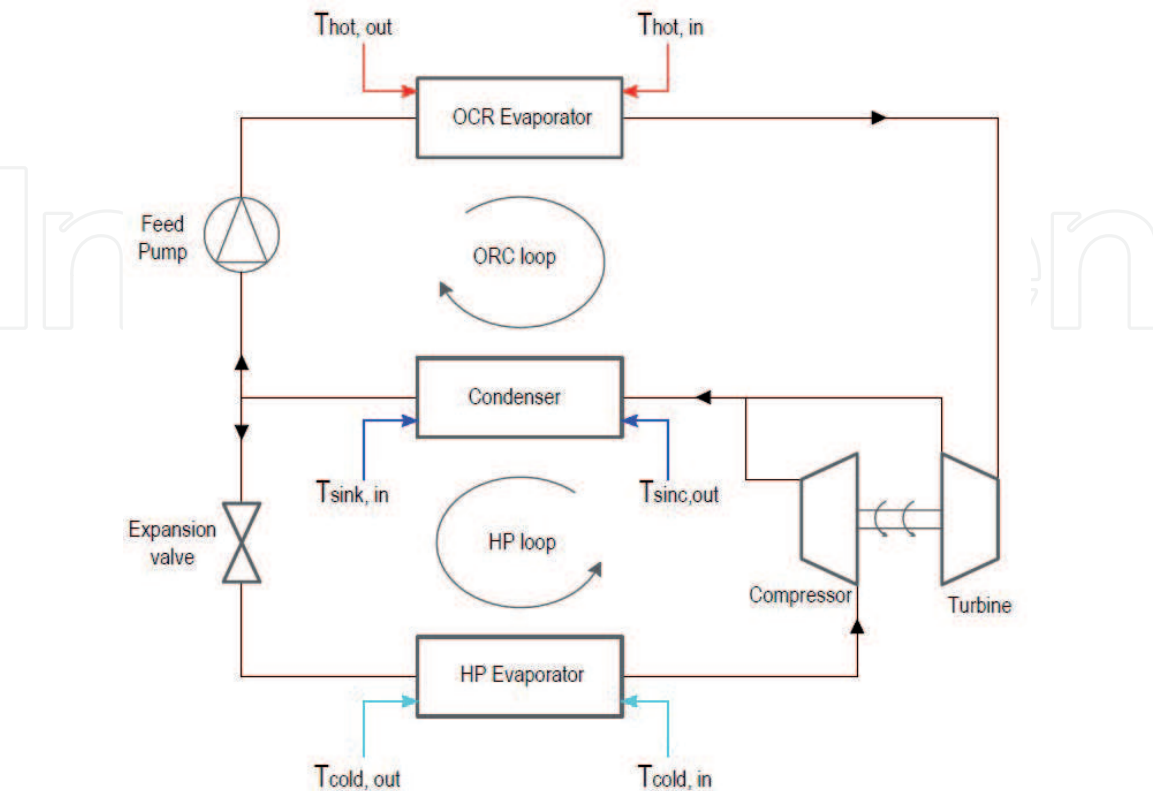 Thot, out
Thot, in
OCR Evaporator
Feed
Pump
ORC loop
Condenser
Tsink, in
Tsinc,out
Expansion
valve
HP loop
Compressor
Turbine
HP Evaporator
Tcold, out
Tcold, in